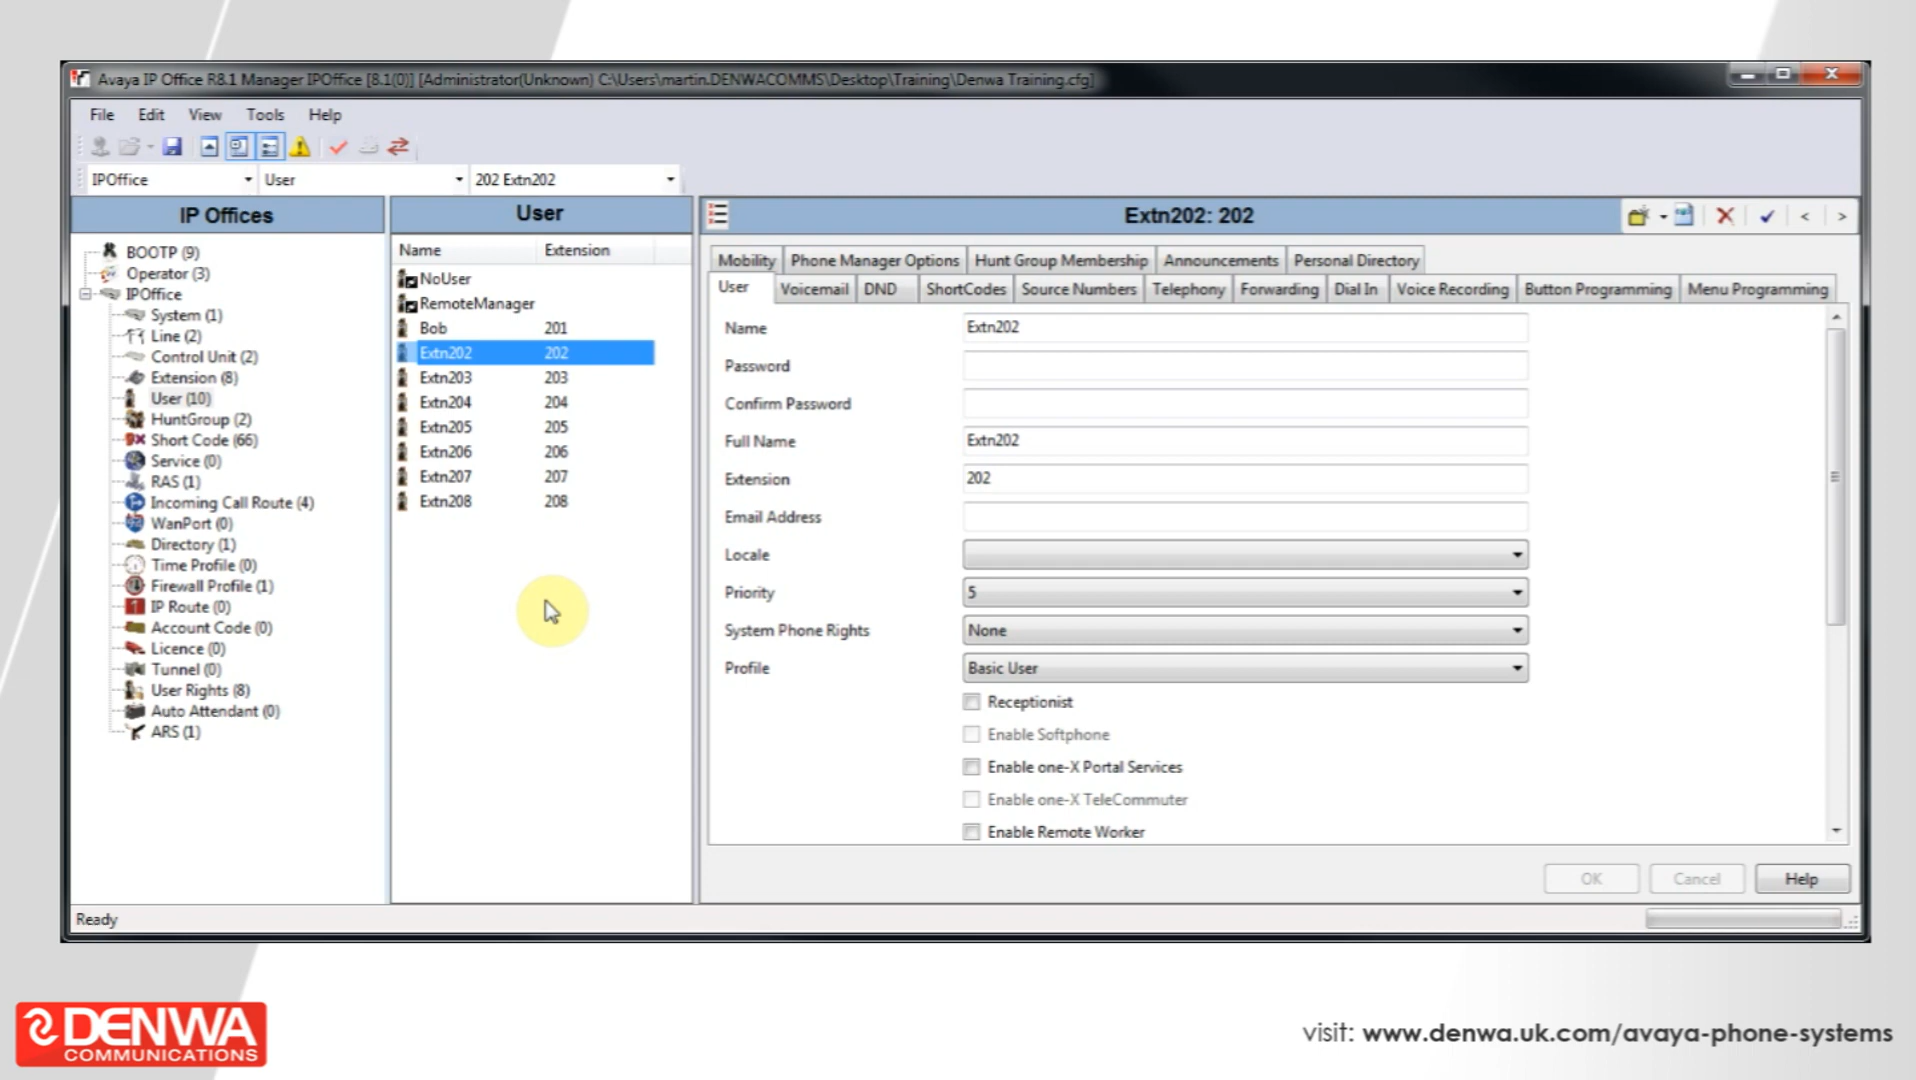 Avaya IP Office R8.1 Manager IPOffice [8.1(0)] [Administrator(Unknown) C:\Users\martin.DENWACOMMS\Desktop\Training\Denwa Training.cfg]
File Edit View Tools Help
IPOffice User 202 Extn202
IP Offices
BOOTP (9)
Operator (3)
IPOffice
System (1)
Line (2)
Control Unit (2)
Extension (8)
User (10)
HuntGroup (2)
Short Code (66)
Service (0)
RAS (1)
Incoming Call Route (4)
WanPort (0)
Directory (1)
Time Profile (0)
Firewall Profile (1)
IP Route (0)
Account Code (0)
Licence (0)
Tunnel (0)
User Rights (8)
Auto Attendant (0)
ARS (1)
User
Name Extension
NoUser
RemoteManager
Bob 201
Extn202 202
Extn203 203
Extn204 204
Extn205 205
Extn206 206
Extn207 207
Extn208 208
Extn202: 202
Mobility Phone Manager Options Hunt Group Membership Announcements Personal Directory
User Voicemail DND ShortCodes Source Numbers Telephony Forwarding Dial In Voice Recording Button Programming Menu Programming
Name Extn202
Password
Confirm Password
Full Name Extn202
Extension 202
Email Address
Locale
Priority 5
System Phone Rights None
Profile Basic User
Receptionist
Enable Softphone
Enable one-X Portal Services
Enable one-X TeleCommuter
Enable Remote Worker
OK Cancel Help
Ready
DENWA
COMMUNICATIONS
visit: www.denwa.uk.com/avaya-phone-systems